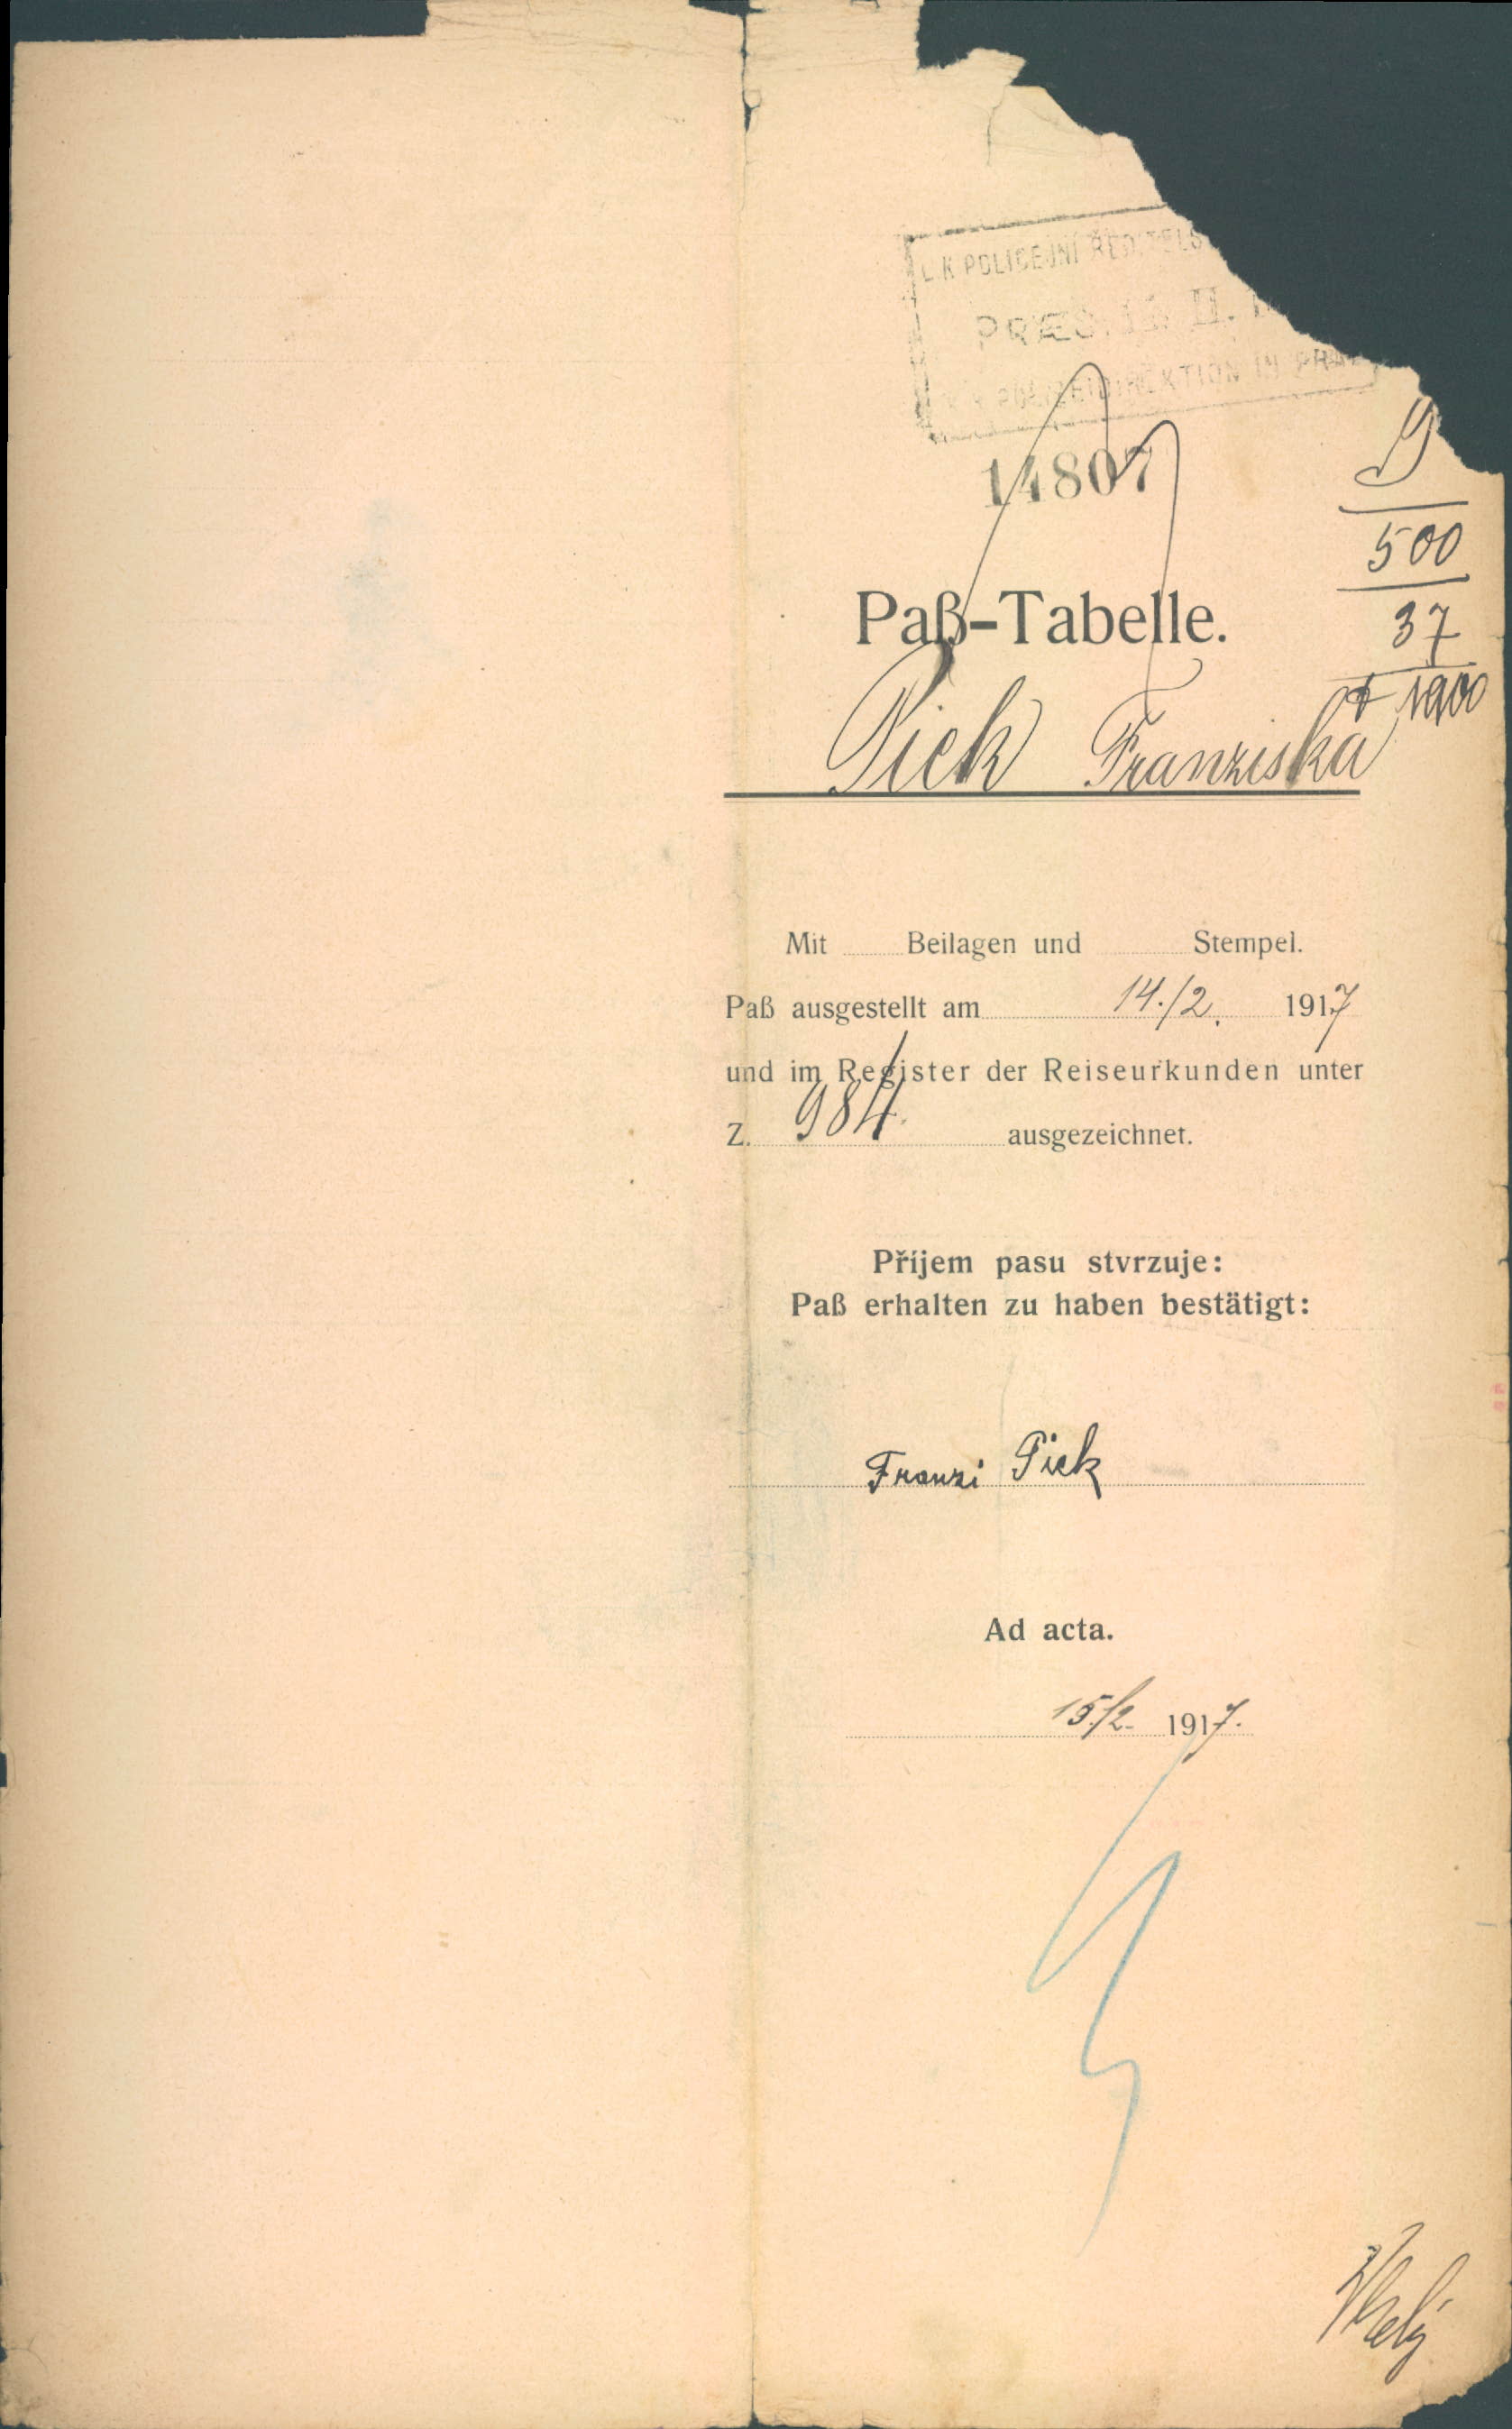 K POLICEJNÍ ŘEDITELS
PRÆS. II.
K POLIZEIDIREKTION IN PRA
14807
500
37
1900
Paß-Tabelle.
Pick Franziska
Mit Beilagen und Stempel.
Paß ausgestellt am 14./2. 1917
und im Register der Reiseurkunden unter
Z. 984. ausgezeichnet.
Příjem pasu stvrzuje:
Paß erhalten zu haben bestätigt:
Franzi Pick
Ad acta.
15./2. 1917.